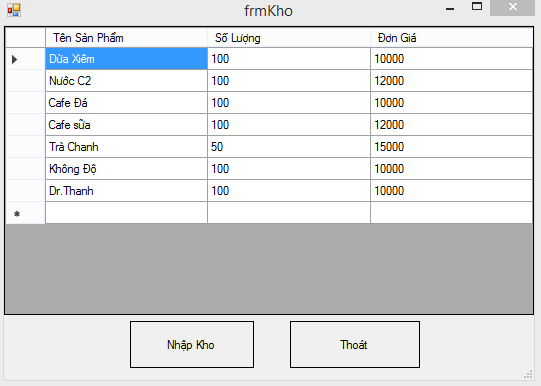 frmKho
Tên Sản Phẩm Số Lượng Đơn Giá
Dừa Xiêm 100 10000
Nước C2 100 12000
Cafe Đá 100 10000
Cafe sữa 100 12000
Trà Chanh 50 15000
Không Độ 100 10000
Dr.Thanh 100 10000
Nhập Kho Thoát